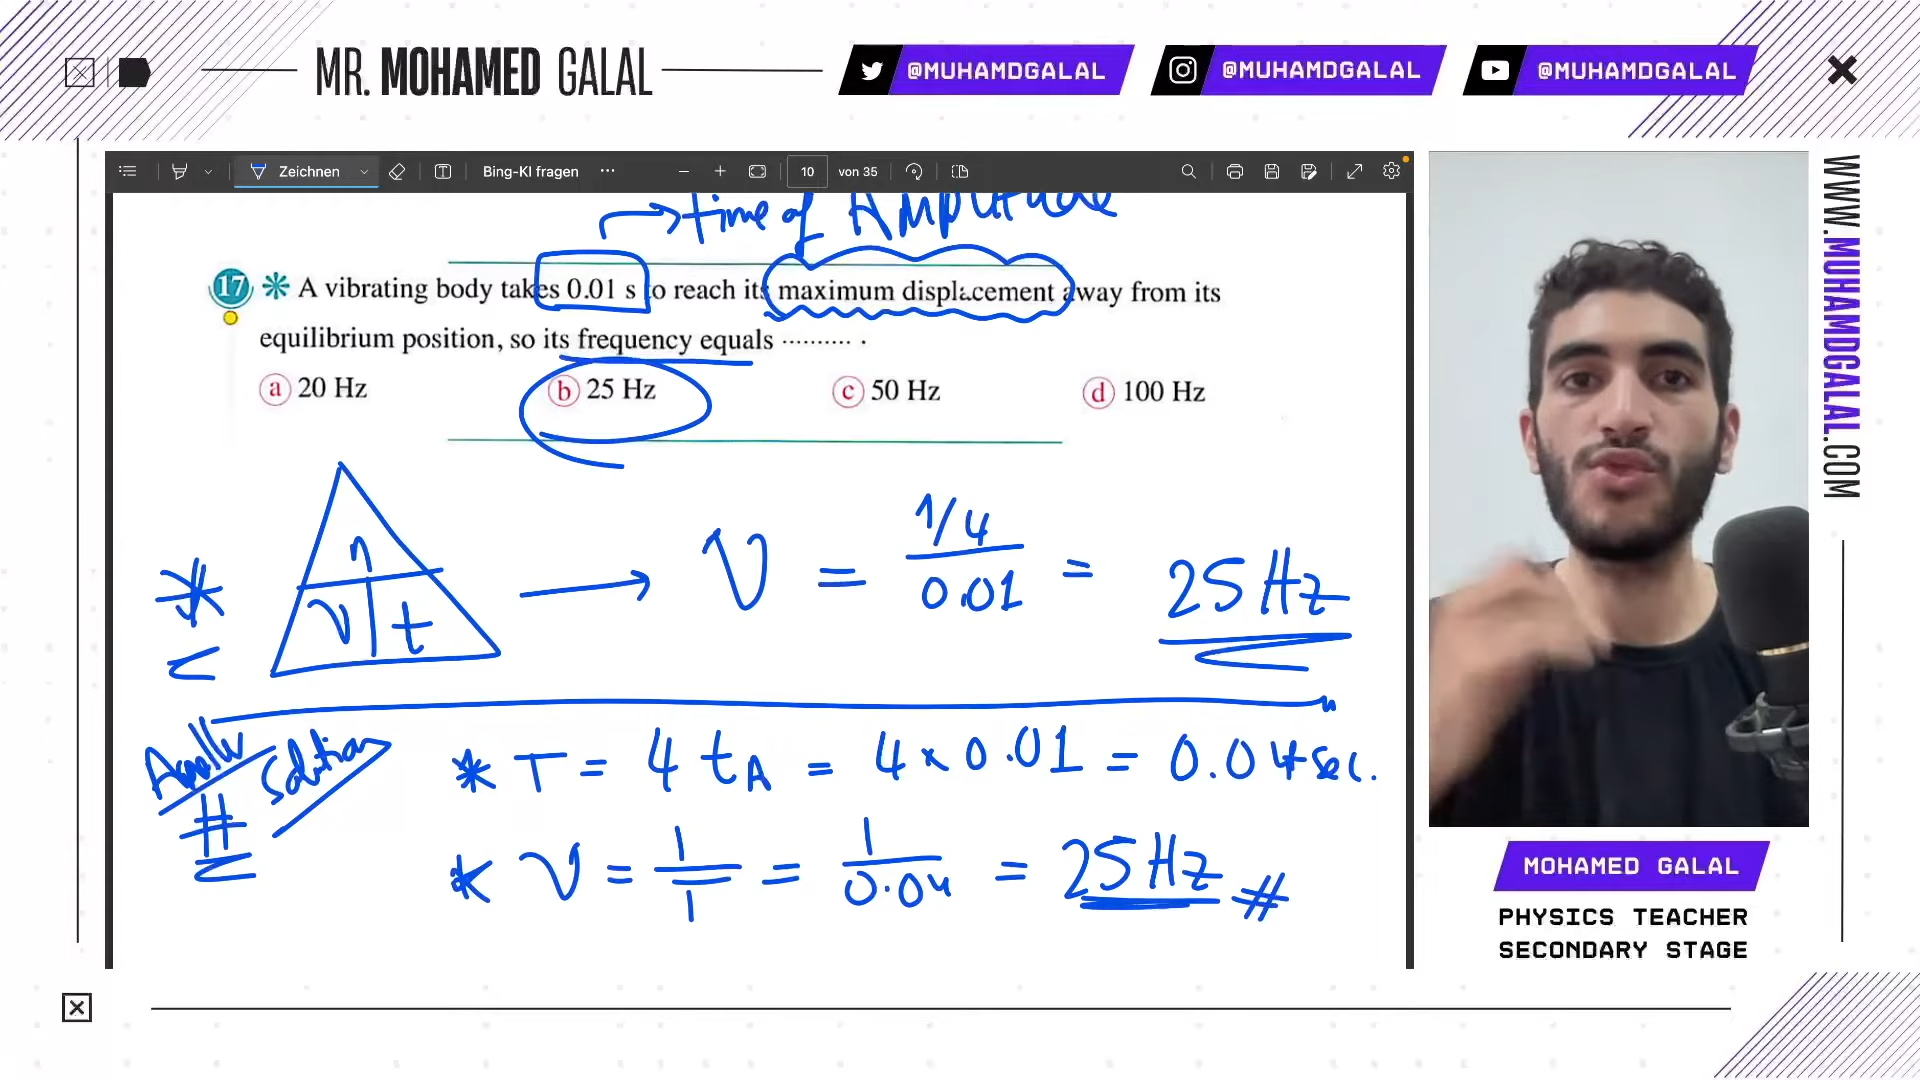 MR. MOHAMED GALAL
@MUHAMDGALAL
@MUHAMDGALAL
@MUHAMDGALAL
Zeichnen
Bing-KI fragen
10 von 35
time of Amplitude
17 * A vibrating body takes 0.01 s to reach its maximum displacement away from its
equilibrium position, so its frequency equals .......... .
a 20 Hz b 25 Hz c 50 Hz d 100 Hz
n
ν t
ν = 1/4 / 0.01 = 25 Hz
Solution
* T = 4 tA = 4 × 0.01 = 0.04 sec.
* ν = 1/T = 1/0.04 = 25 Hz #
WWW.MUHAMDGALAL.COM
MOHAMED GALAL
PHYSICS TEACHER
SECONDARY STAGE